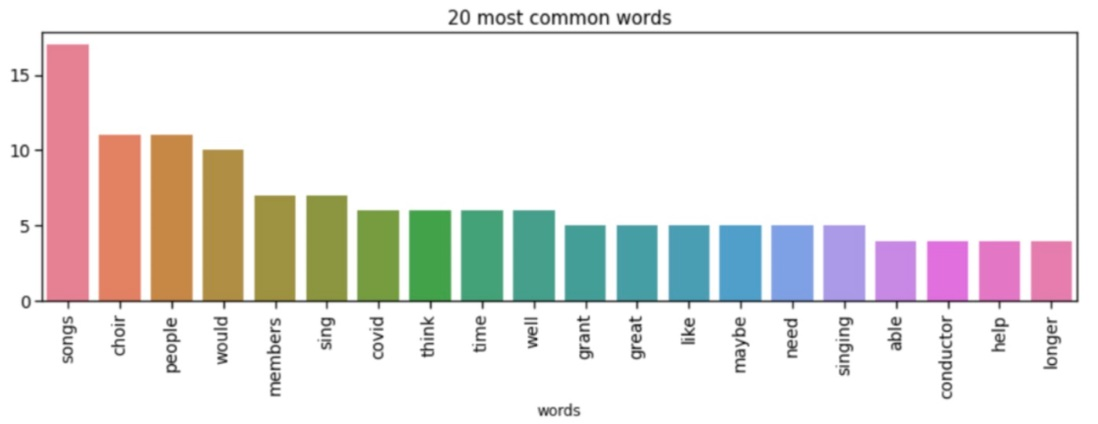 20 most common words
15
10
5
0
songs
choir
people
would
members
sing
covid
think
time
well
grant
great
like
maybe
need
singing
able
conductor
help
longer
words